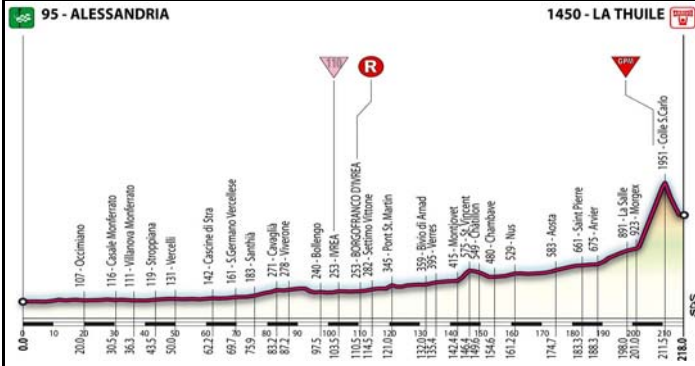 95 - ALESSANDRIA
1450 - LA THUILE
110
R
GPM
107 - Occimiano
116 - Casale Monferrato
111 - Villanova Monferrato
119 - Stroppiana
131 - Vercelli
142 - Cascine di Stra
161 - S.Germano Vercellese
183 - Santhià
271 - Cavaglià
278 - Viverone
240 - Bollengo
253 - IVREA
253 - BORGOFRANCO D'IVREA
282 - Settimo Vittone
345 - Pont St. Martin
359 - Bivio di Arnad
395 - Verres
415 - Montjovet
575 - St. Vincent
549 - Châtillon
480 - Chambave
529 - Nus
583 - Aosta
661 - Saint Pierre
675 - Arvier
891 - La Salle
923 - Morgex
1951 - Colle S.Carlo
SDS
0.0 10 20 30 40 50 60 70 80 90 100 110 120 130 140 150 160 170 180 190 200 210 218.0
20.0 30.5 36.3 43.5 50.0 62.2 69.7 75.9 83.2 87.2 97.5 103.5 110.5 114.5 121.0 132.0 135.4 142.4 146.4 149.6 154.6 161.2 174.7 183.3 188.3 198.0 201.0 211.5